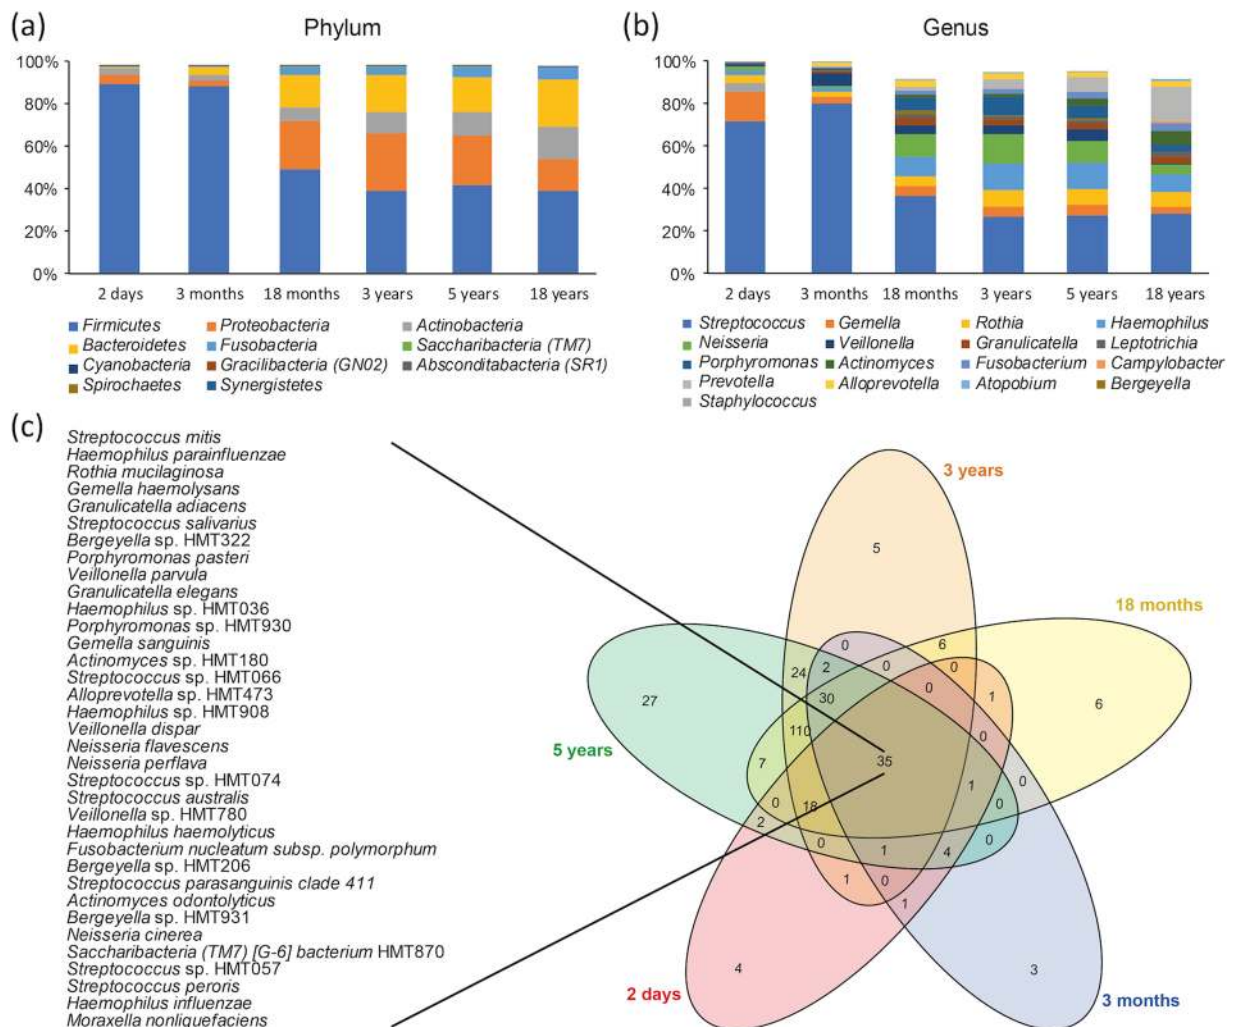 (a)
Phylum
100%
80%
60%
40%
20%
0%
2 days 3 months 18 months 3 years 5 years 18 years
Firmicutes Proteobacteria Actinobacteria
Bacteroidetes Fusobacteria Saccharibacteria (TM7)
Cyanobacteria Gracilibacteria (GN02) Absconditabacteria (SR1)
Spirochaetes Synergistetes
(b)
Genus
100%
80%
60%
40%
20%
0%
2 days 3 months 18 months 3 years 5 years 18 years
Streptococcus Gemella Rothia Haemophilus
Neisseria Veillonella Granulicatella Leptotrichia
Porphyromonas Actinomyces Fusobacterium Campylobacter
Prevotella Alloprevotella Atopobium Bergeyella
Staphylococcus
(c)
Streptococcus mitis
Haemophilus parainfluenzae
Rothia mucilaginosa
Gemella haemolysans
Granulicatella adiacens
Streptococcus salivarius
Bergeyella sp. HMT322
Porphyromonas pasteri
Veillonella parvula
Granulicatella elegans
Haemophilus sp. HMT036
Porphyromonas sp. HMT930
Gemella sanguinis
Actinomyces sp. HMT180
Streptococcus sp. HMT066
Alloprevotella sp. HMT473
Haemophilus sp. HMT908
Veillonella dispar
Neisseria flavescens
Neisseria perflava
Streptococcus sp. HMT074
Streptococcus australis
Veillonella sp. HMT780
Haemophilus haemolyticus
Fusobacterium nucleatum subsp. polymorphum
Bergeyella sp. HMT206
Streptococcus parasanguinis clade 411
Actinomyces odontolyticus
Bergeyella sp. HMT931
Neisseria cinerea
Saccharibacteria (TM7) [G-6] bacterium HMT870
Streptococcus sp. HMT057
Streptococcus peroris
Haemophilus influenzae
Moraxella nonliquefaciens
3 years
5
18 months
0 6
24 2 0 0
0 1
27 30 6
110 0
5 years
7 35
1 0
0 18 0
2
0 1 4 0
1 0
1
4 3
2 days
3 months